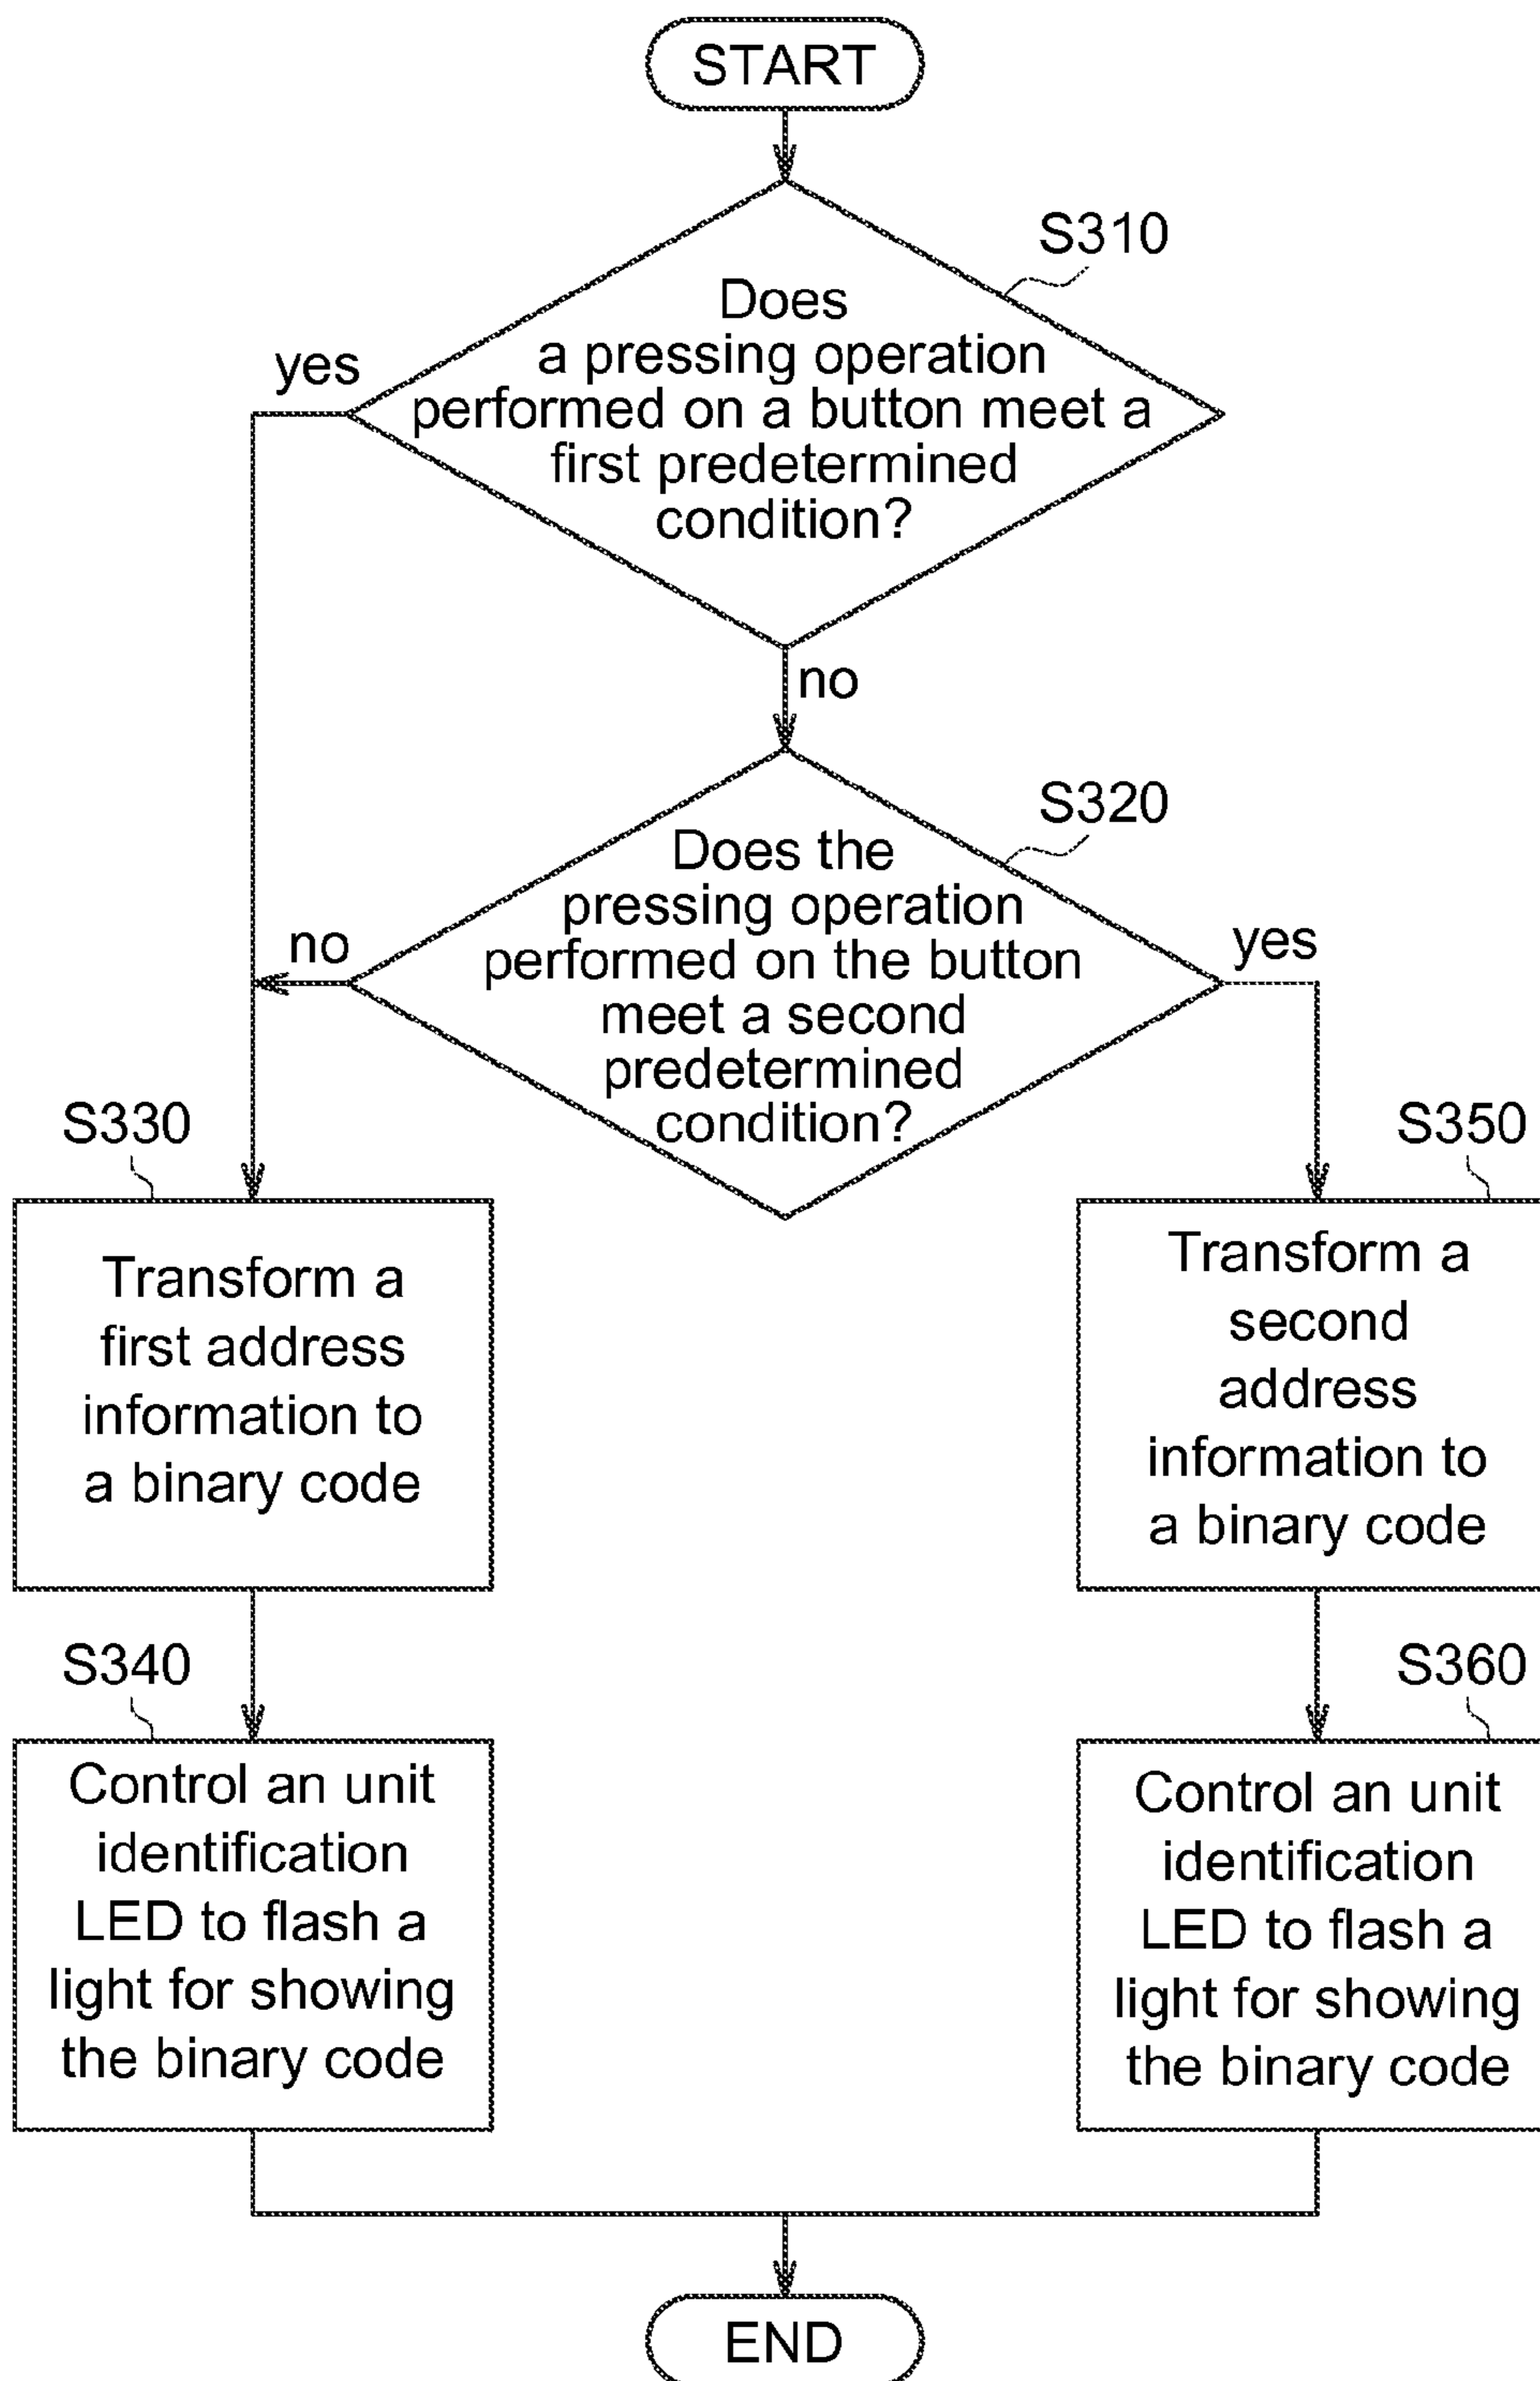 START
S310
Does
a pressing operation
performed on a button meet a
first predetermined
condition?
yes
no
S320
Does the
pressing operation
performed on the button
meet a second
predetermined
condition?
no
yes
S330
Transform a
first address
information to
a binary code
S350
Transform a
second
address
information to
a binary code
S340
Control an unit
identification
LED to flash a
light for showing
the binary code
S360
Control an unit
identification
LED to flash a
light for showing
the binary code
END